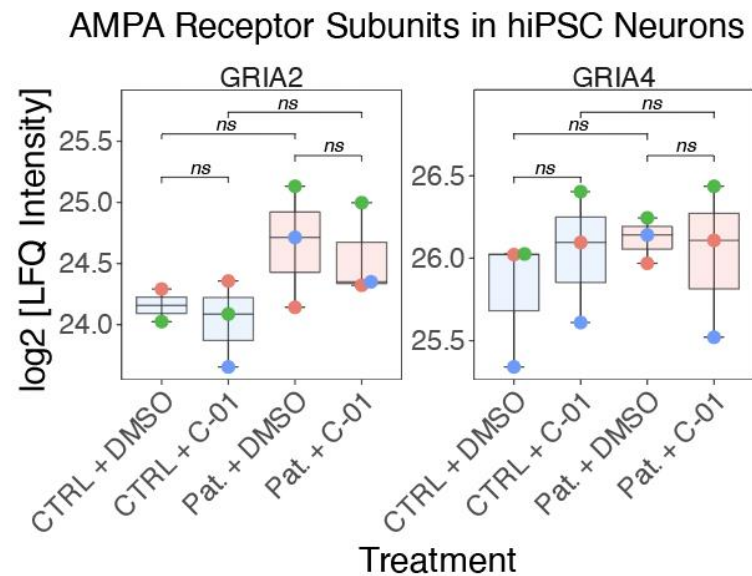 AMPA Receptor Subunits in hiPSC Neurons
GRIA2
GRIA4
log2 [LFQ Intensity]
25.5
25.0
24.5
24.0
ns
ns
ns
ns
26.5
26.0
25.5
ns
ns
ns
ns
CTRL + DMSO
CTRL + C-01
Pat. + DMSO
Pat. + C-01
CTRL + DMSO
CTRL + C-01
Pat. + DMSO
Pat. + C-01
Treatment